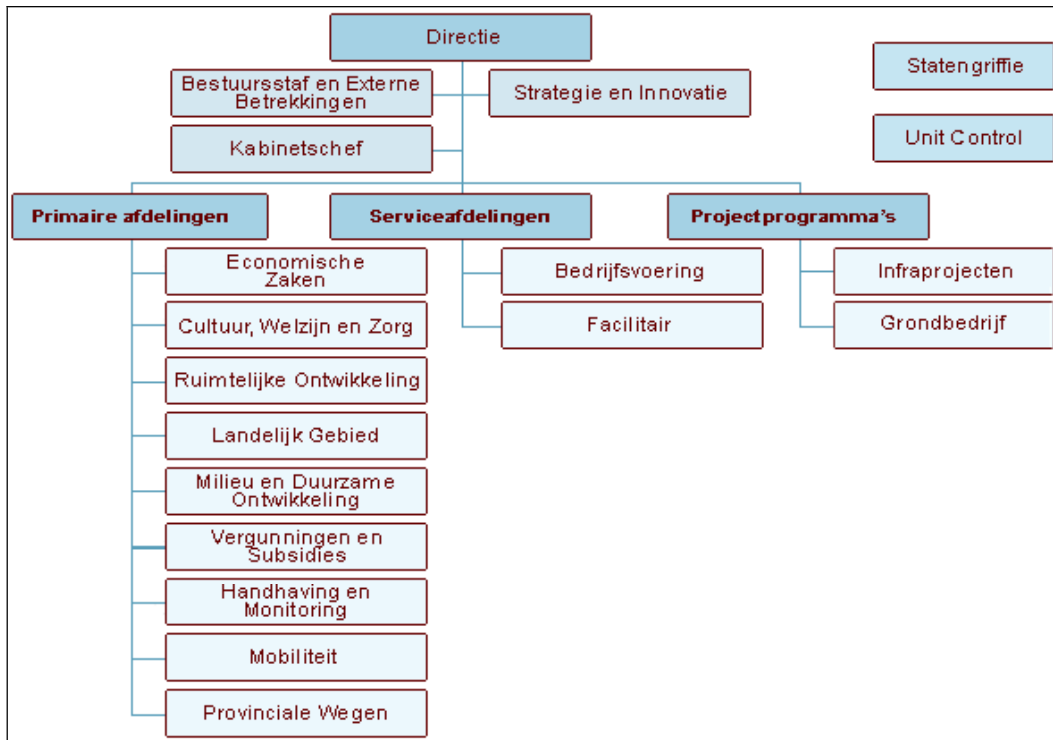 Directie
Statengriffie
Bestuursstaf en Externe
Betrekkingen
Strategie en Innovatie
Kabinetschef
Unit Control
Primaire afdelingen
Serviceafdelingen
Projectprogramma's
Economische
Zaken
Bedrijfsvoering
Infraprojecten
Cultuur, Welzijn en Zorg
Facilitair
Grondbedrijf
Ruimtelijke Ontwikkeling
Landelijk Gebied
Milieu en Duurzame
Ontwikkeling
Vergunningen en
Subsidies
Handhaving en
Monitoring
Mobiliteit
Provinciale Wegen